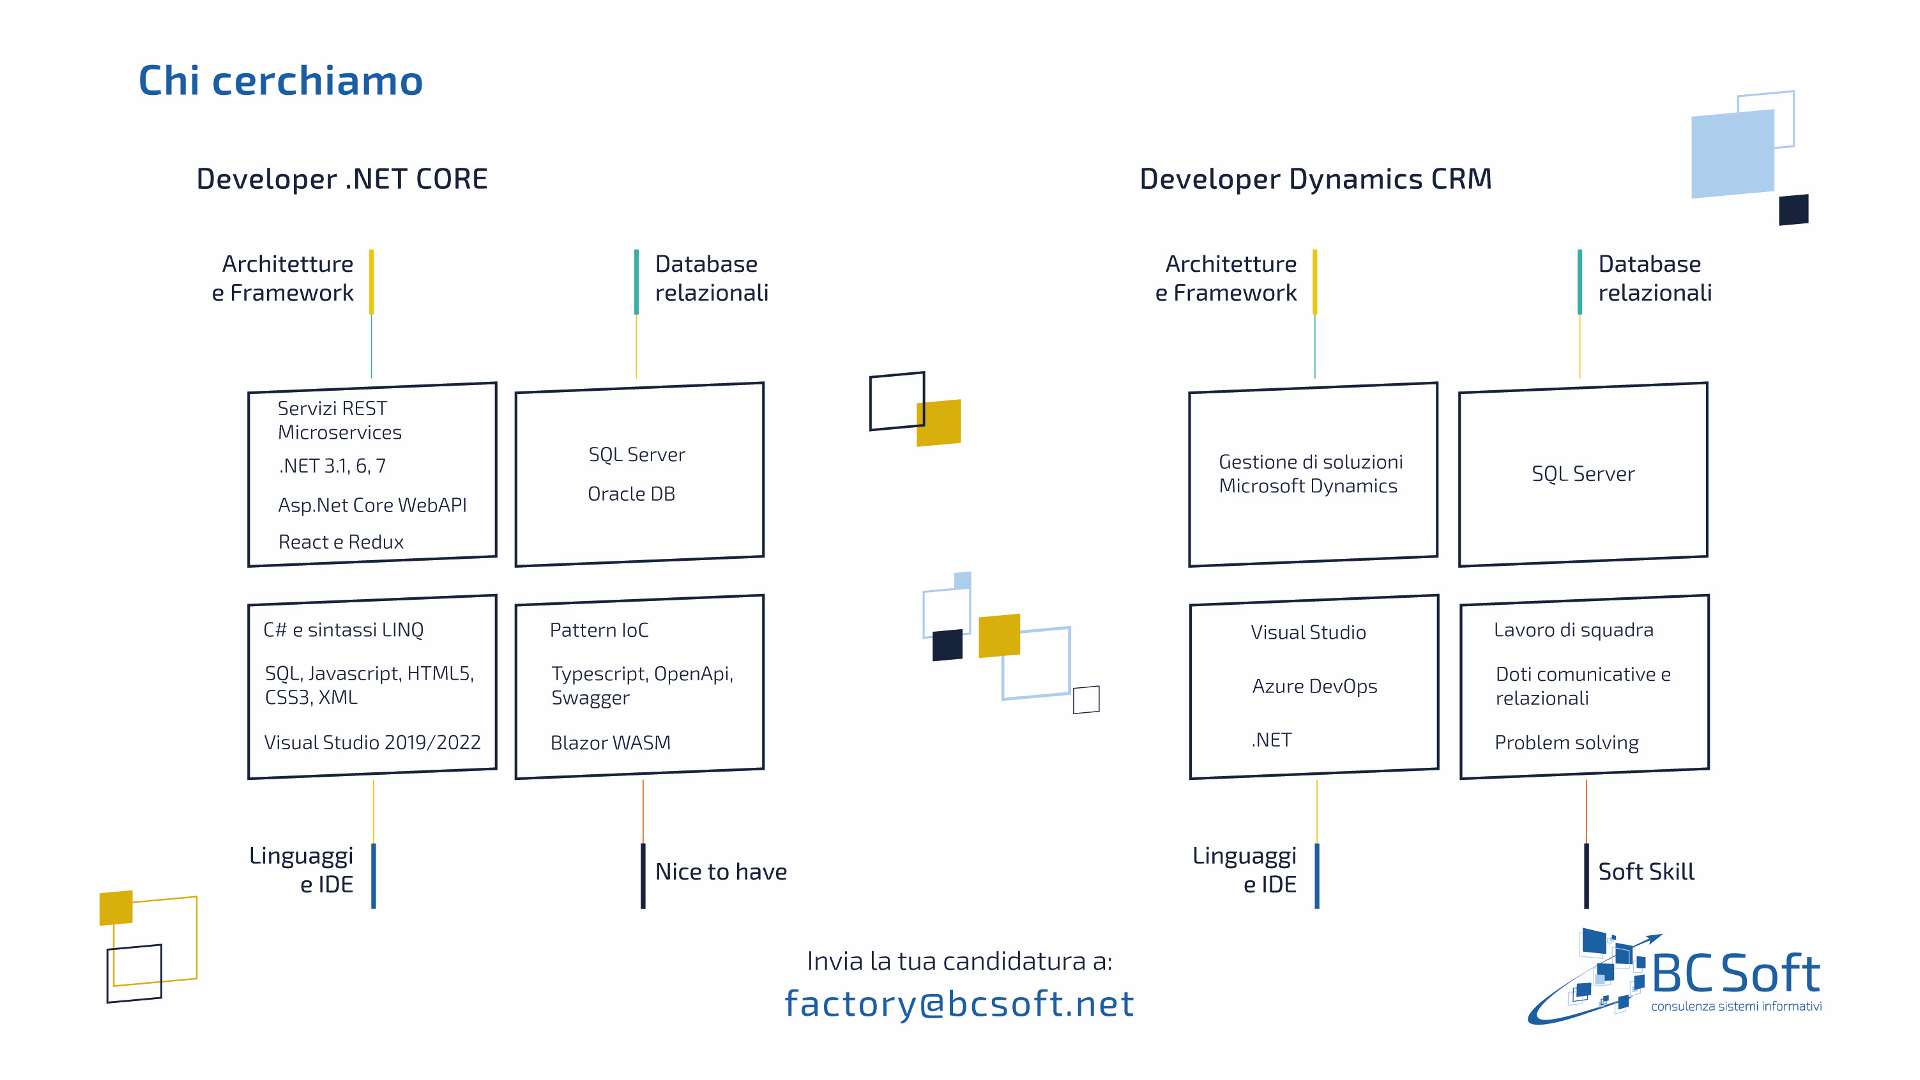 Chi cerchiamo
Developer .NET CORE
Architetture
e Framework
Database
relazionali
Servizi REST
Microservices
.NET 3.1, 6, 7
Asp.Net Core WebAPI
React e Redux
SQL Server
Oracle DB
C# e sintassi LINQ
SQL, Javascript, HTML5,
CSS3, XML
Visual Studio 2019/2022
Pattern IoC
Typescript, OpenApi,
Swagger
Blazor WASM
Linguaggi
e IDE
Nice to have
Developer Dynamics CRM
Architetture
e Framework
Database
relazionali
Gestione di soluzioni
Microsoft Dynamics
SQL Server
Visual Studio
Azure DevOps
.NET
Lavoro di squadra
Doti comunicative e
relazionali
Problem solving
Linguaggi
e IDE
Soft Skill
Invia la tua candidatura a:
factory@bcsoft.net
BC Soft
consulenza sistemi informativi